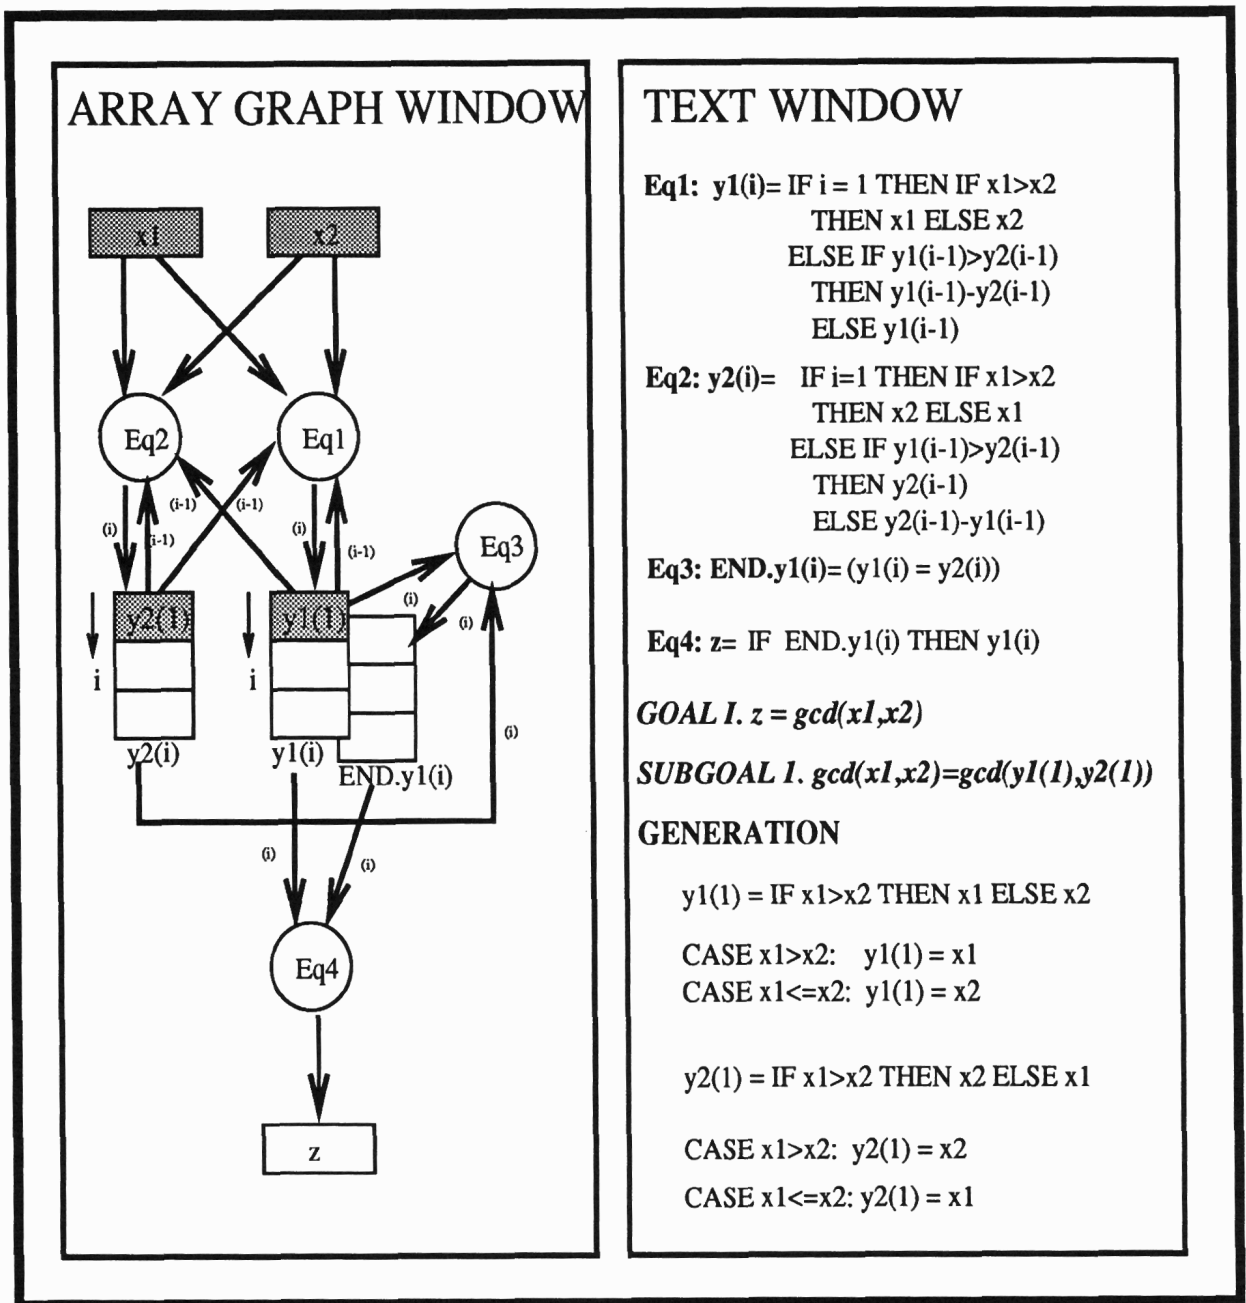 ARRAY GRAPH WINDOW
x1
x2
Eq2
Eq1
(i)
(i-1)
(i-1)
(i-1)
(i)
(i-1)
Eq3
(i)
(i)
y2(1)
y1(1)
i
i
y2(i)
y1(i)
END.y1(i)
(i)
(i)
(i)
Eq4
z
TEXT WINDOW
Eq1: y1(i)= IF i = 1 THEN IF x1>x2
THEN x1 ELSE x2
ELSE IF y1(i-1)>y2(i-1)
THEN y1(i-1)-y2(i-1)
ELSE y1(i-1)
Eq2: y2(i)= IF i=1 THEN IF x1>x2
THEN x2 ELSE x1
ELSE IF y1(i-1)>y2(i-1)
THEN y2(i-1)
ELSE y2(i-1)-y1(i-1)
Eq3: END.y1(i)= (y1(i) = y2(i))
Eq4: z= IF END.y1(i) THEN y1(i)
GOAL I. z = gcd(x1,x2)
SUBGOAL 1. gcd(x1,x2)=gcd(y1(1),y2(1))
GENERATION
y1(1) = IF x1>x2 THEN x1 ELSE x2
CASE x1>x2: y1(1) = x1
CASE x1<=x2: y1(1) = x2
y2(1) = IF x1>x2 THEN x2 ELSE x1
CASE x1>x2: y2(1) = x2
CASE x1<=x2: y2(1) = x1